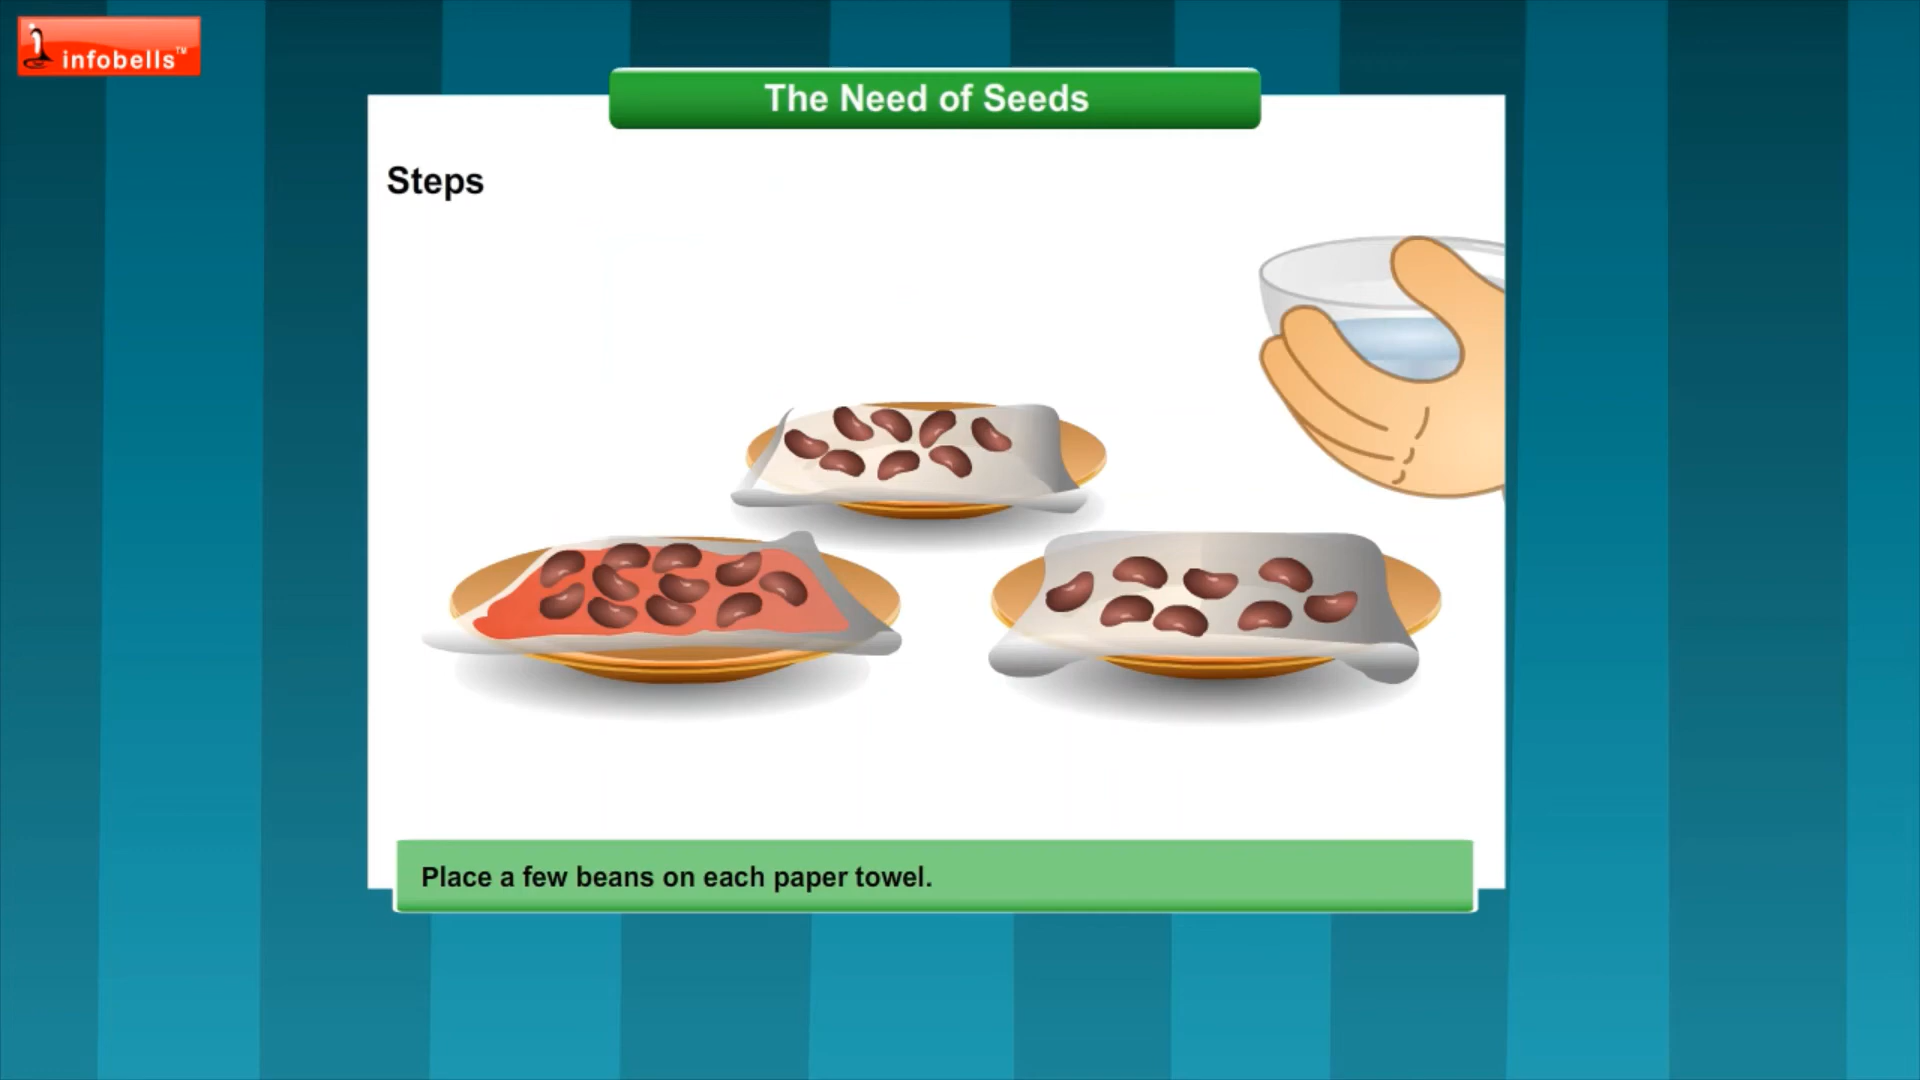 infobells™
The Need of Seeds
Steps
Place a few beans on each paper towel.